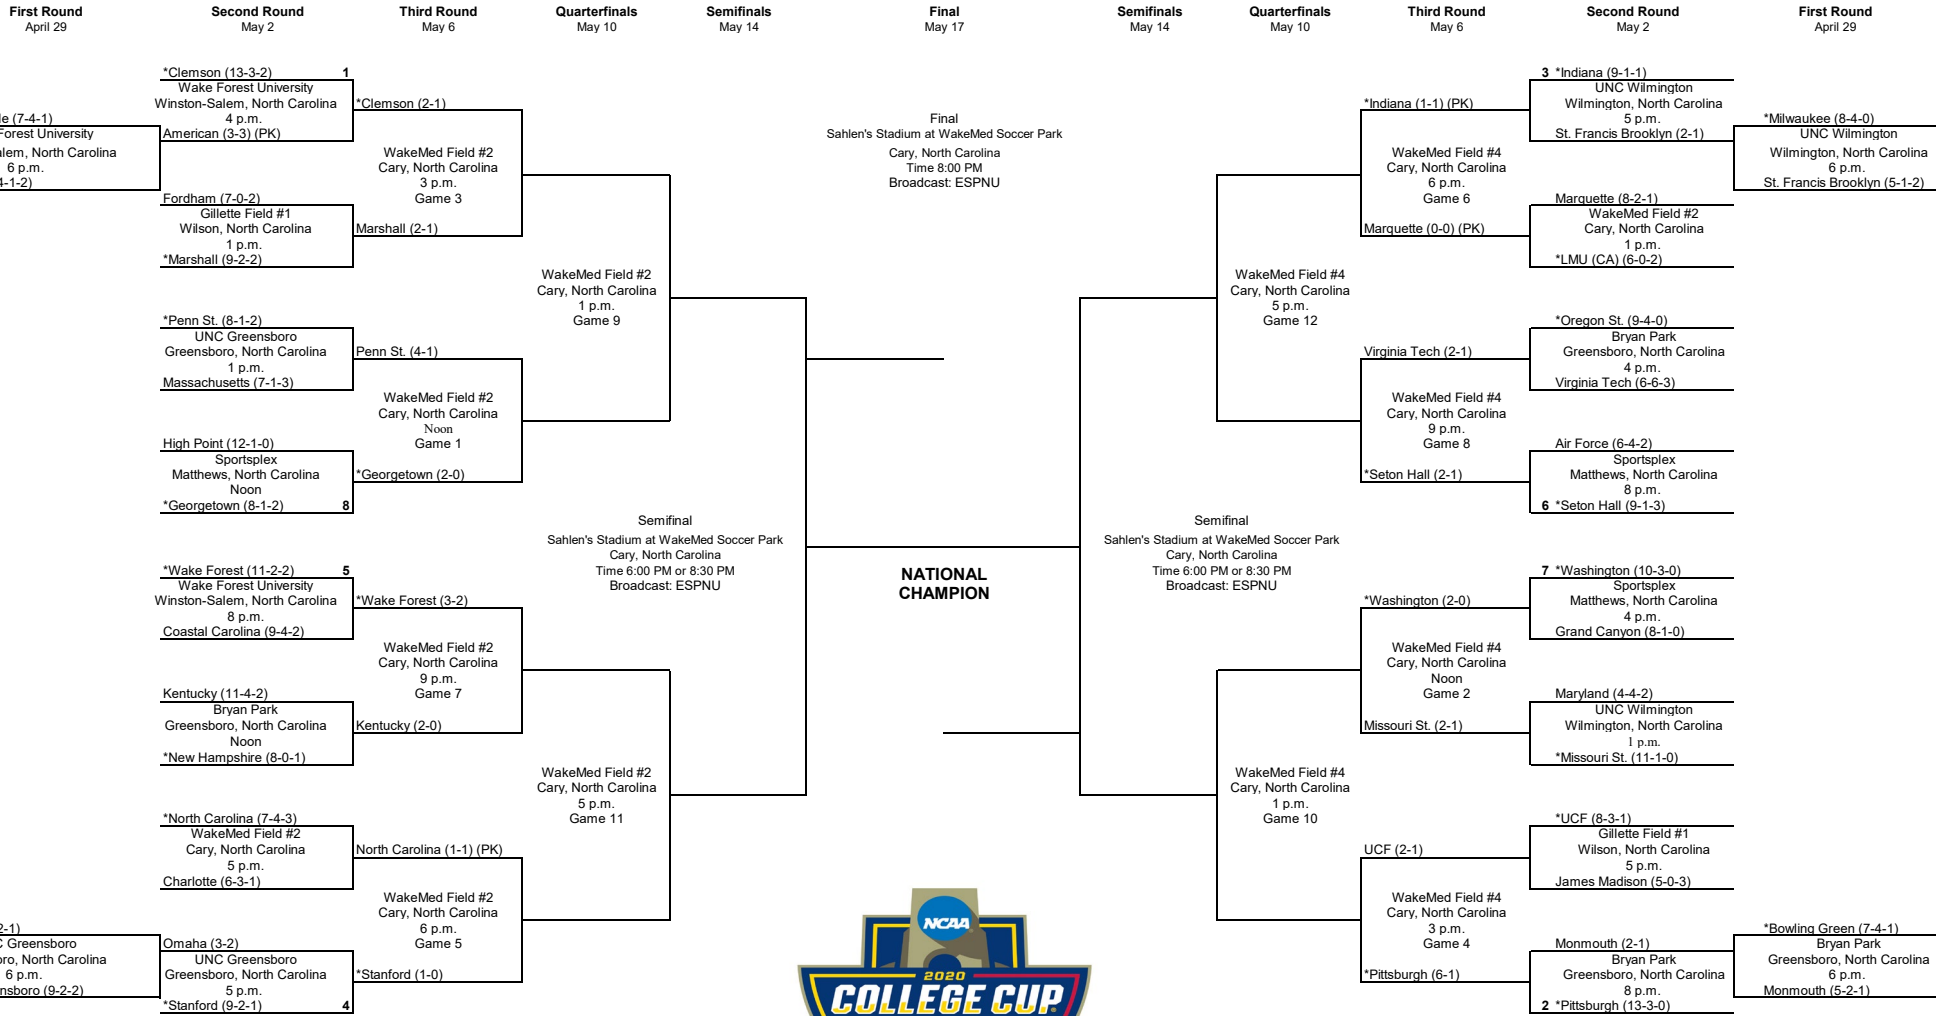 First Round
April 29
Second Round
May 2
Third Round
May 6
Quarterfinals
May 10
Semifinals
May 14
Final
May 17
Semifinals
May 14
Quarterfinals
May 10
Third Round
May 6
Second Round
May 2
First Round
April 29
(7-4-1)
Forest University
North Carolina
6 p.m.
*Clemson (13-3-2) 1
Wake Forest University
Winston-Salem, North Carolina
4 p.m.
American (3-3) (PK)
Fordham (7-0-2)
Gillette Field #1
Wilson, North Carolina
1 p.m.
*Marshall (9-2-2)
*Penn St. (8-1-2)
UNC Greensboro
Greensboro, North Carolina
1 p.m.
Massachusetts (7-1-3)
High Point (12-1-0)
Sportsplex
Matthews, North Carolina
Noon
*Georgetown (8-1-2) 8
*Wake Forest (11-2-2) 5
Wake Forest University
Winston-Salem, North Carolina
8 p.m.
Coastal Carolina (9-4-2)
Kentucky (11-4-2)
Bryan Park
Greensboro, North Carolina
Noon
*New Hampshire (8-0-1)
*North Carolina (7-4-3)
WakeMed Field #2
Cary, North Carolina
5 p.m.
Charlotte (6-3-1)
Greensboro
North Carolina
6 p.m.
(9-2-2)
Omaha (3-2)
UNC Greensboro
Greensboro, North Carolina
5 p.m.
*Stanford (9-2-1) 4
*Clemson (2-1)
WakeMed Field #2
Cary, North Carolina
3 p.m.
Game 3
Marshall (2-1)
Penn St. (4-1)
WakeMed Field #2
Cary, North Carolina
Noon
Game 1
*Georgetown (2-0)
*Wake Forest (3-2)
WakeMed Field #2
Cary, North Carolina
9 p.m.
Game 7
Kentucky (2-0)
North Carolina (1-1) (PK)
WakeMed Field #2
Cary, North Carolina
6 p.m.
Game 5
*Stanford (1-0)
WakeMed Field #2
Cary, North Carolina
1 p.m.
Game 9
WakeMed Field #2
Cary, North Carolina
5 p.m.
Game 11
Semifinal
Sahlen's Stadium at WakeMed Soccer Park
Cary, North Carolina
Time 6:00 PM or 8:30 PM
Broadcast: ESPNU
Final
Sahlen's Stadium at WakeMed Soccer Park
Cary, North Carolina
Time 8:00 PM
Broadcast: ESPNU
NATIONAL
CHAMPION
NCAA
2020
COLLEGE CUP
Semifinal
Sahlen's Stadium at WakeMed Soccer Park
Cary, North Carolina
Time 6:00 PM or 8:30 PM
Broadcast: ESPNU
WakeMed Field #4
Cary, North Carolina
5 p.m.
Game 12
WakeMed Field #4
Cary, North Carolina
1 p.m.
Game 10
*Indiana (1-1) (PK)
WakeMed Field #4
Cary, North Carolina
6 p.m.
Game 6
Marquette (0-0) (PK)
Virginia Tech (2-1)
WakeMed Field #4
Cary, North Carolina
9 p.m.
Game 8
*Seton Hall (2-1)
*Washington (2-0)
WakeMed Field #4
Cary, North Carolina
Noon
Game 2
Missouri St. (2-1)
UCF (2-1)
WakeMed Field #4
Cary, North Carolina
3 p.m.
Game 4
*Pittsburgh (6-1)
3 *Indiana (9-1-1)
UNC Wilmington
Wilmington, North Carolina
5 p.m.
St. Francis Brooklyn (2-1)
Marquette (8-2-1)
WakeMed Field #2
Cary, North Carolina
1 p.m.
*LMU (CA) (6-0-2)
*Oregon St. (9-4-0)
Bryan Park
Greensboro, North Carolina
4 p.m.
Virginia Tech (6-6-3)
Air Force (6-4-2)
Sportsplex
Matthews, North Carolina
8 p.m.
6 *Seton Hall (9-1-3)
7 *Washington (10-3-0)
Sportsplex
Matthews, North Carolina
4 p.m.
Grand Canyon (8-1-0)
Maryland (4-4-2)
UNC Wilmington
Wilmington, North Carolina
1 p.m.
*Missouri St. (11-1-0)
*UCF (8-3-1)
Gillette Field #1
Wilson, North Carolina
5 p.m.
James Madison (5-0-3)
Monmouth (2-1)
Bryan Park
Greensboro, North Carolina
8 p.m.
2 *Pittsburgh (13-3-0)
*Milwaukee (8-4-0)
UNC Wilmington
Wilmington, North Carolina
6 p.m.
St. Francis Brooklyn (5-1-2)
*Bowling Green (7-4-1)
Bryan Park
Greensboro, North Carolina
6 p.m.
Monmouth (5-2-1)